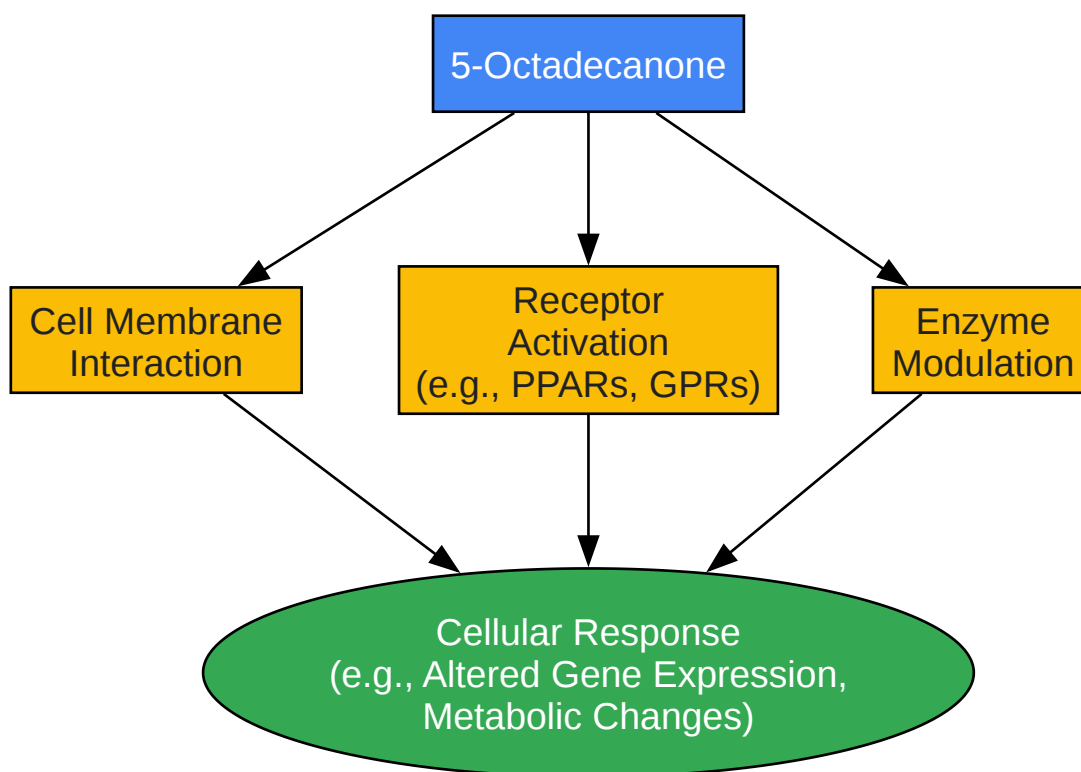 5-Octadecanone
Cell Membrane
Interaction
Receptor
Activation
(e.g., PPARs, GPRs)
Enzyme
Modulation
Cellular Response
(e.g., Altered Gene Expression,
Metabolic Changes)